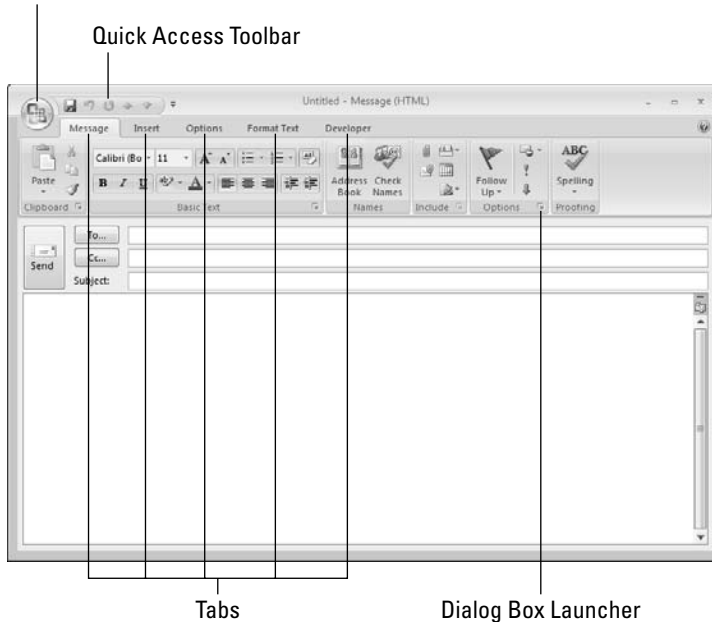 Quick Access Toolbar
Untitled - Message (HTML)
Message Insert Options Format Text Developer
Paste
Calibri (Bo 11
B I U
Address Book
Check Names
Follow Up
ABC
Spelling
Clipboard Basic Text Names Include Options Proofing
Send
To...
Cc...
Subject:
Tabs Dialog Box Launcher